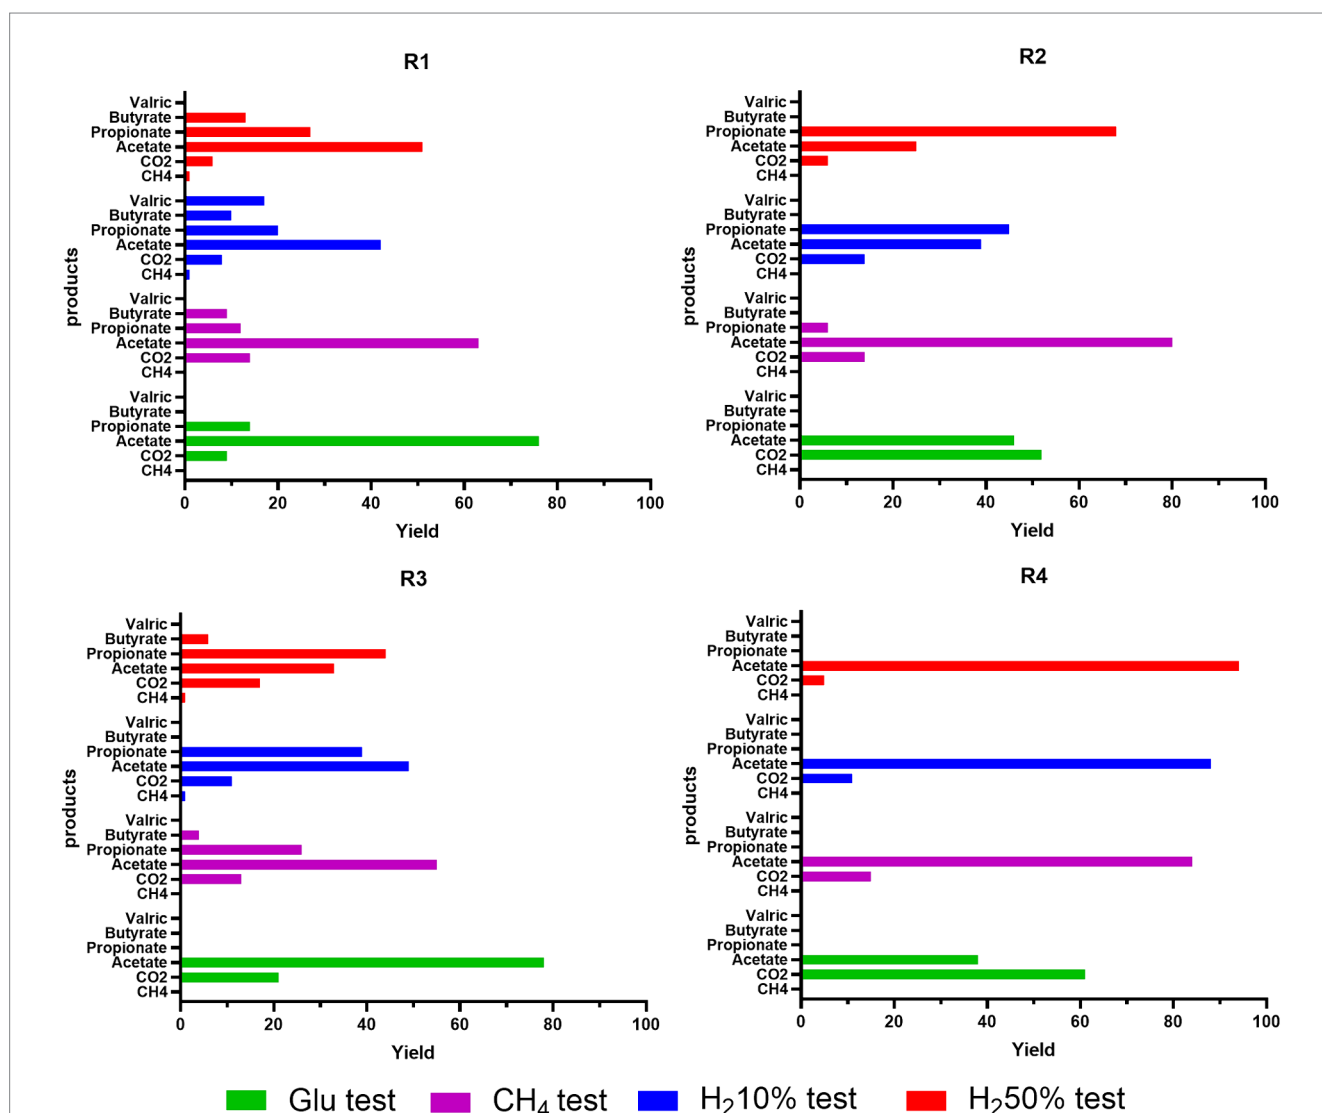 R1
Valric
Butyrate
Propionate
Acetate
CO2
CH4
Valric
Butyrate
Propionate
Acetate
CO2
CH4
Valric
Butyrate
Propionate
Acetate
CO2
CH4
Valric
Butyrate
Propionate
Acetate
CO2
CH4
products
0 20 40 60 80 100
Yield
R2
Valric
Butyrate
Propionate
Acetate
CO2
CH4
Valric
Butyrate
Propionate
Acetate
CO2
CH4
Valric
Butyrate
Propionate
Acetate
CO2
CH4
Valric
Butyrate
Propionate
Acetate
CO2
CH4
products
0 20 40 60 80 100
Yield
R3
Valric
Butyrate
Propionate
Acetate
CO2
CH4
Valric
Butyrate
Propionate
Acetate
CO2
CH4
Valric
Butyrate
Propionate
Acetate
CO2
CH4
Valric
Butyrate
Propionate
Acetate
CO2
CH4
products
0 20 40 60 80 100
Yield
R4
Valric
Butyrate
Propionate
Acetate
CO2
CH4
Valric
Butyrate
Propionate
Acetate
CO2
CH4
Valric
Butyrate
Propionate
Acetate
CO2
CH4
Valric
Butyrate
Propionate
Acetate
CO2
CH4
products
0 20 40 60 80 100
Yield
Glu test CH₄ test H₂10% test H₂50% test